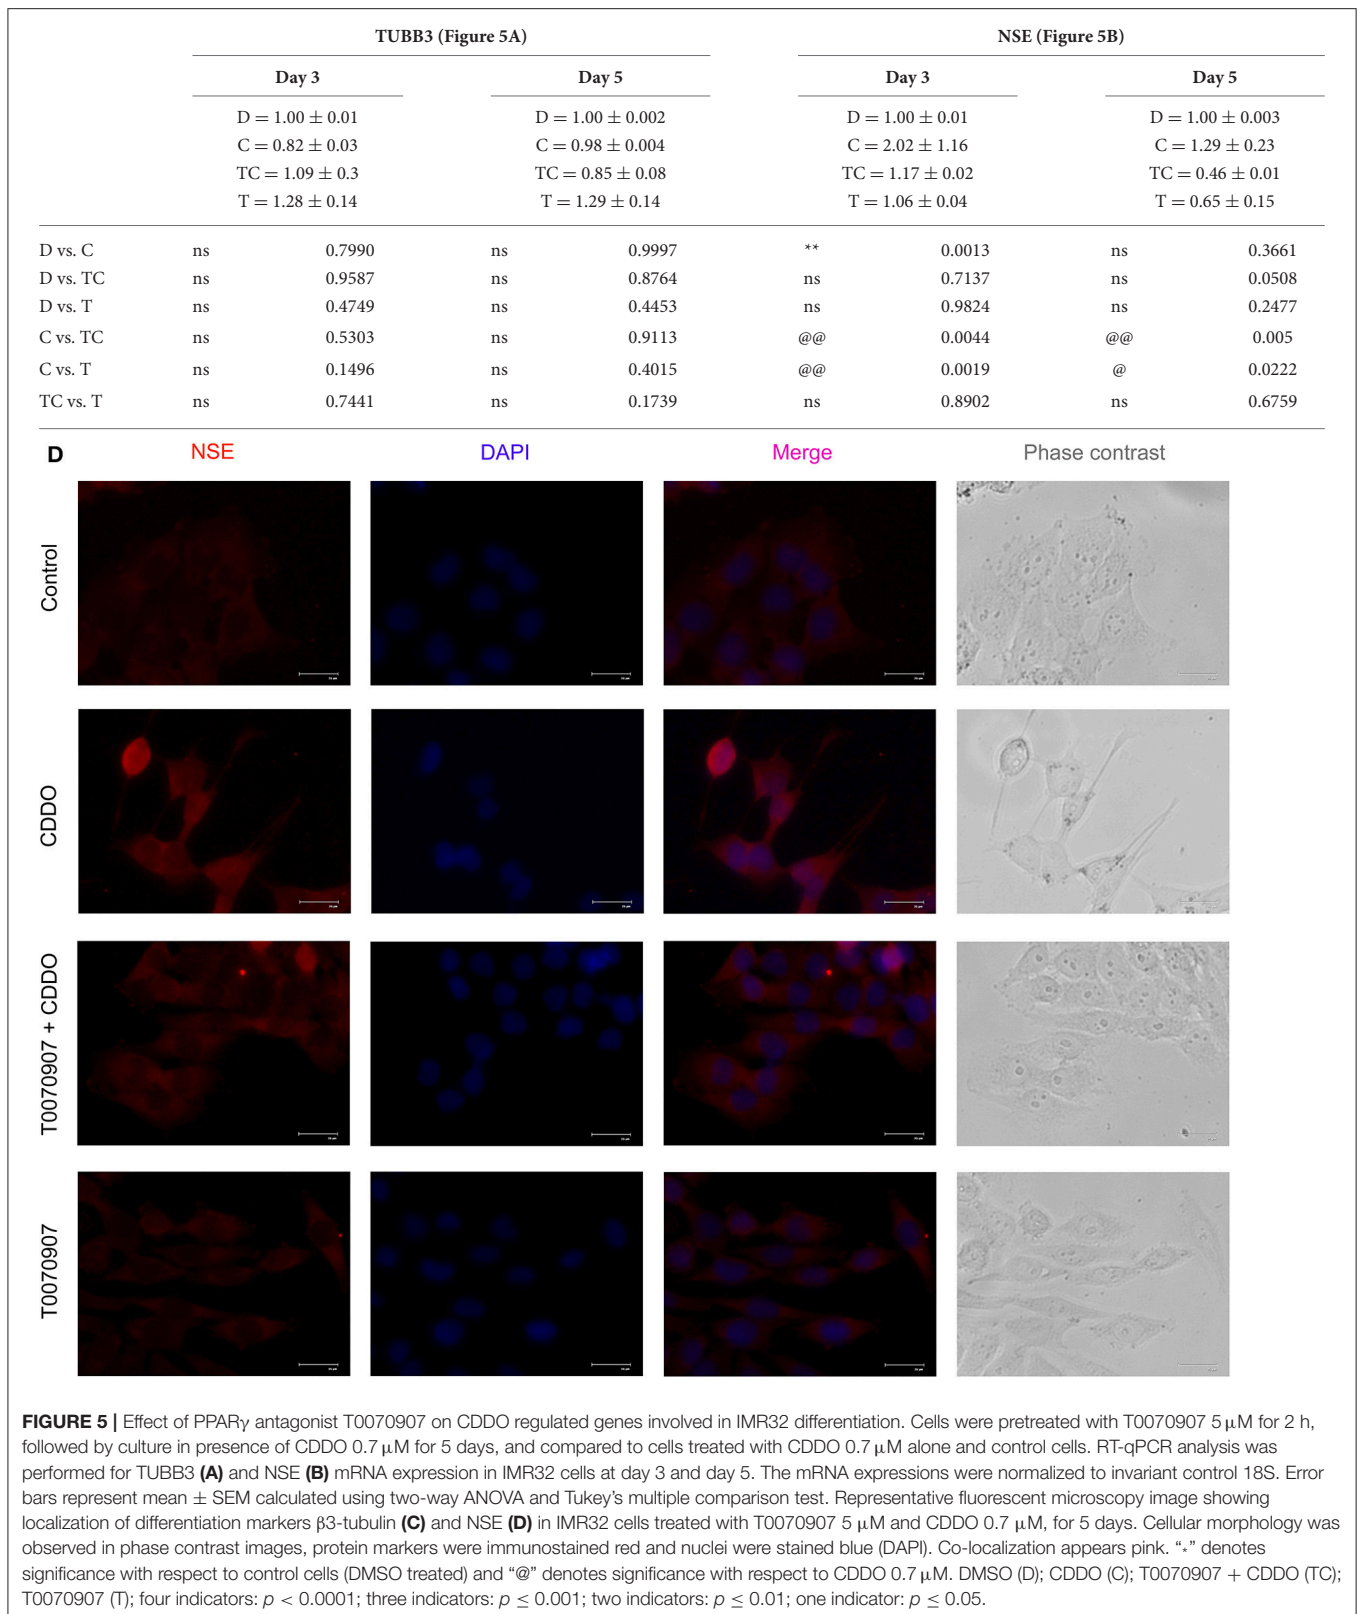 TUBB3 (Figure 5A) NSE (Figure 5B)
Day 3 Day 5 Day 3 Day 5
D = 1.00 ± 0.01 D = 1.00 ± 0.002 D = 1.00 ± 0.01 D = 1.00 ± 0.003
C = 0.82 ± 0.03 C = 0.98 ± 0.004 C = 2.02 ± 1.16 C = 1.29 ± 0.23
TC = 1.09 ± 0.3 TC = 0.85 ± 0.08 TC = 1.17 ± 0.02 TC = 0.46 ± 0.01
T = 1.28 ± 0.14 T = 1.29 ± 0.14 T = 1.06 ± 0.04 T = 0.65 ± 0.15
D vs. C ns 0.7990 ns 0.9997 ** 0.0013 ns 0.3661
D vs. TC ns 0.9587 ns 0.8764 ns 0.7137 ns 0.0508
D vs. T ns 0.4749 ns 0.4453 ns 0.9824 ns 0.2477
C vs. TC ns 0.5303 ns 0.9113 @@ 0.0044 @@ 0.005
C vs. T ns 0.1496 ns 0.4015 @@ 0.0019 @ 0.0222
TC vs. T ns 0.7441 ns 0.1739 ns 0.8902 ns 0.6759
D NSE DAPI Merge Phase contrast
Control
CDDO
T0070907 + CDDO
T0070907
FIGURE 5 | Effect of PPARγ antagonist T0070907 on CDDO regulated genes involved in IMR32 differentiation. Cells were pretreated with T0070907 5 μM for 2 h,
followed by culture in presence of CDDO 0.7 μM for 5 days, and compared to cells treated with CDDO 0.7 μM alone and control cells. RT-qPCR analysis was
performed for TUBB3 (A) and NSE (B) mRNA expression in IMR32 cells at day 3 and day 5. The mRNA expressions were normalized to invariant control 18S. Error
bars represent mean ± SEM calculated using two-way ANOVA and Tukey's multiple comparison test. Representative fluorescent microscopy image showing
localization of differentiation markers β3-tubulin (C) and NSE (D) in IMR32 cells treated with T0070907 5 μM and CDDO 0.7 μM, for 5 days. Cellular morphology was
observed in phase contrast images, protein markers were immunostained red and nuclei were stained blue (DAPI). Co-localization appears pink. "*" denotes
significance with respect to control cells (DMSO treated) and "@" denotes significance with respect to CDDO 0.7 μM. DMSO (D); CDDO (C); T0070907 + CDDO (TC);
T0070907 (T); four indicators: p < 0.0001; three indicators: p ≤ 0.001; two indicators: p ≤ 0.01; one indicator: p ≤ 0.05.